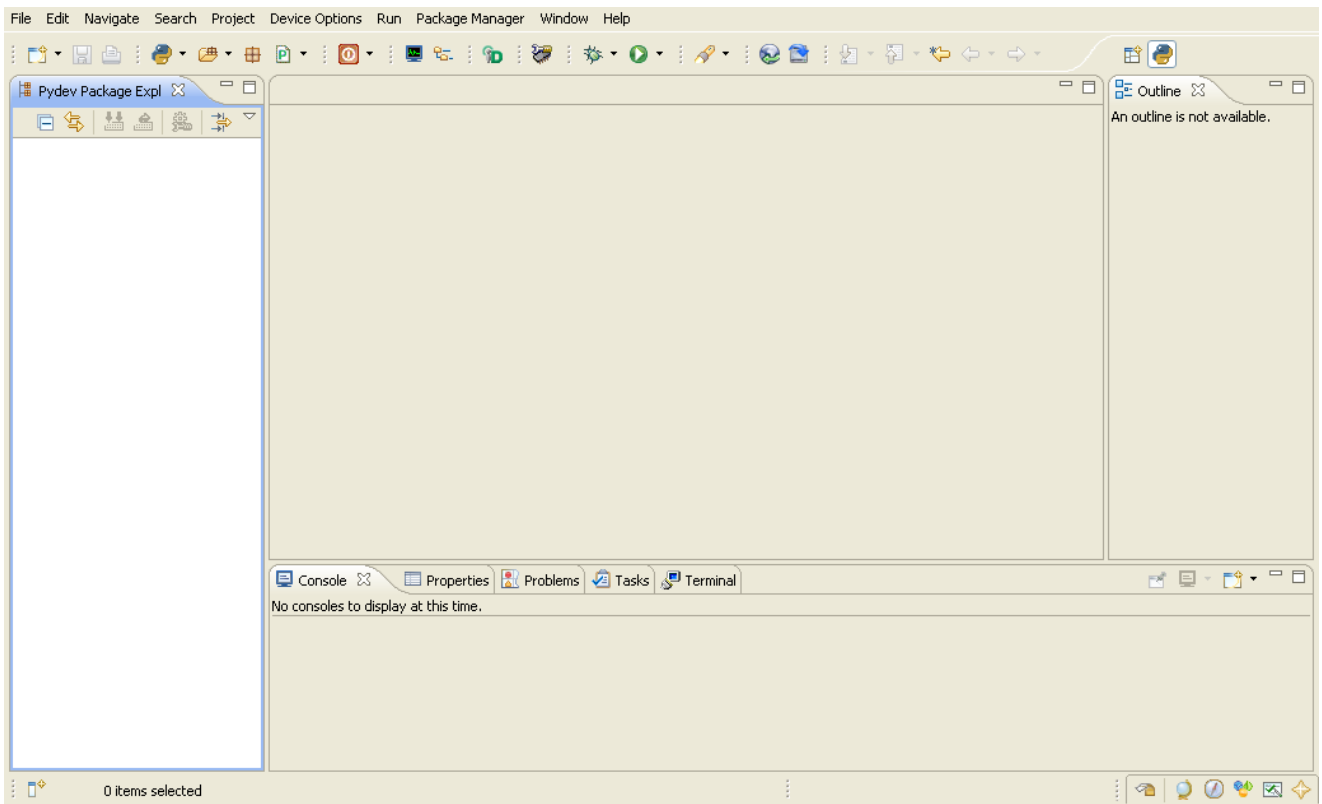 File Edit Navigate Search Project Device Options Run Package Manager Window Help
Pydev Package Expl
Outline
An outline is not available.
Console Properties Problems Tasks Terminal
No consoles to display at this time.
0 items selected